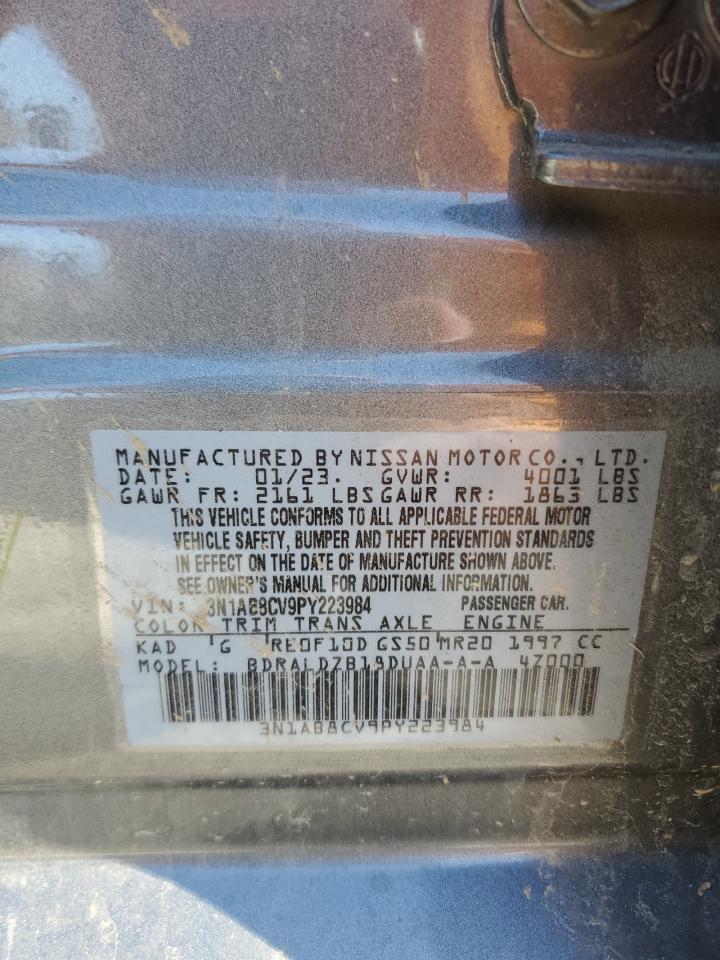 MANUFACTURED BY NISSAN MOTOR CO., LTD.
DATE: 01/23. GVWR: 4001 LBS
GAWR FR: 2161 LBS GAWR RR: 1863 LBS
THIS VEHICLE CONFORMS TO ALL APPLICABLE FEDERAL MOTOR
VEHICLE SAFETY, BUMPER AND THEFT PREVENTION STANDARDS
IN EFFECT ON THE DATE OF MANUFACTURE SHOWN ABOVE.
SEE OWNER'S MANUAL FOR ADDITIONAL INFORMATION.
VIN: 3N1AB8CV9PY223984 PASSENGER CAR.
COLOR TRIM TRANS AXLE ENGINE
KAD 'G 'RE0F10D GS50'MR20 1997 CC
MODEL: BDRALDZB18DUAA-A-A 4Z000
3N1AB8CV9PY223984